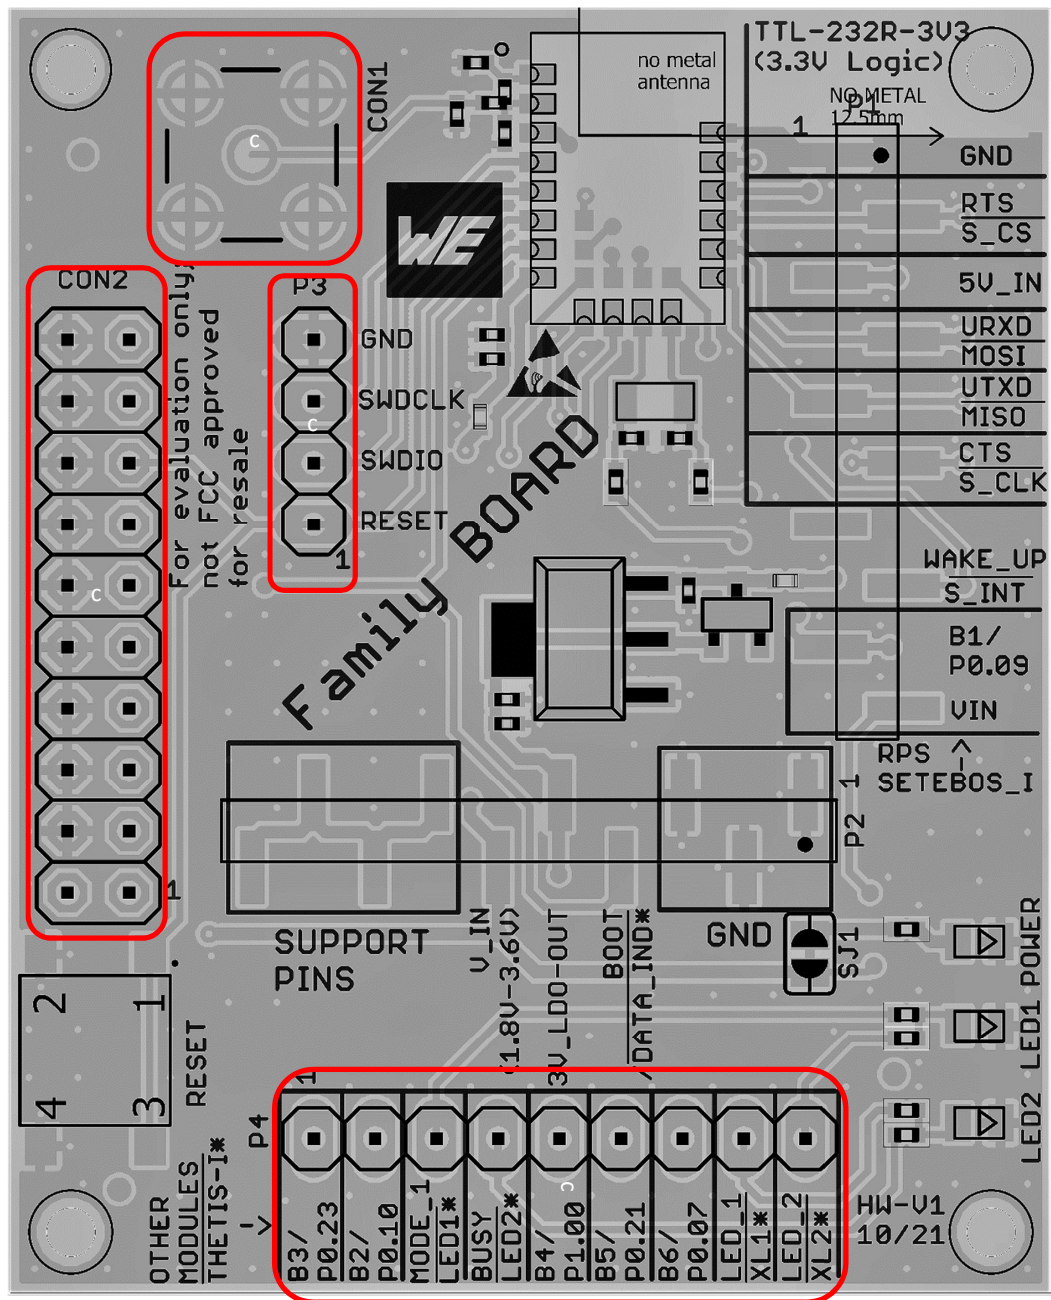 TTL-232R-3V3
(3.3V Logic)
no metal
antenna
NO METAL
12,5mm
P1
1
CON1
C
WE
GND
RTS
S_CS
5V_IN
URXD
MOSI
UTXD
MISO
CTS
S_CLK
WAKE_UP
S_INT
B1/
P0.09
VIN
RPS
SETEBOS_I
CON2
C
1
For evaluation only,
not FCC approved
for resale
P3
GND
SWDCLK
C
SWDIO
RESET
1
Family BOARD
1
P2
SUPPORT
PINS
V_IN
(1.8V-3.6V)
3V_LDO-OUT
BOOT
/DATA_IND*
GND
SJ1
POWER
LED1
LED2
2 1
4 3
RESET
P4
1
C
OTHER
MODULES
THETIS-I*
B3/
P0.23
B2/
P0.10
MODE_1
LED1*
BUSY
LED2*
B4/
P1.00
B5/
P0.21
B6/
P0.07
LED_1
XL1*
LED_2
XL2*
HW-V1
10/21